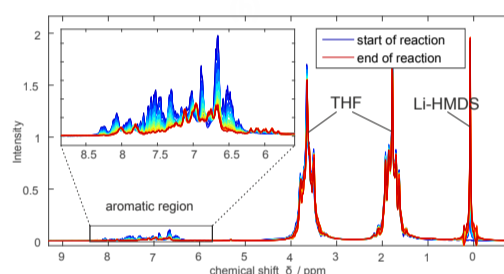 2
1.5
1
0.5
0
Intensity
start of reaction
end of reaction
THF
Li-HMDS
8.5 8 7.5 7 6.5 6
aromatic region
9 8 7 6 5 4 3 2 1 0
chemical shift δ / ppm